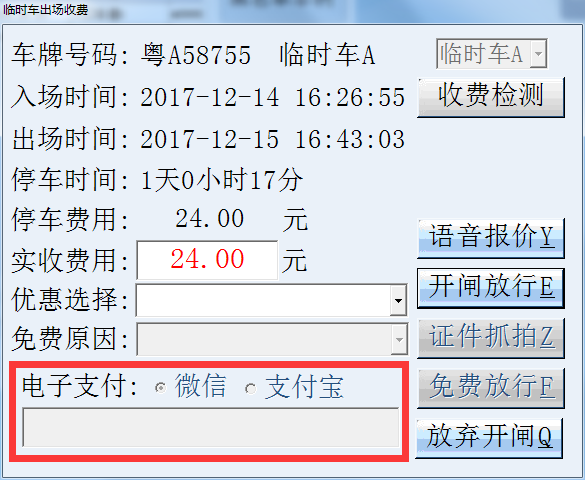 临时车出场收费
车牌号码: 粤A58755 临时车A 临时车A
入场时间: 2017-12-14 16:26:55 收费检测
出场时间: 2017-12-15 16:43:03
停车时间: 1天0小时17分
停车费用: 24.00 元
语音报价Y
实收费用: 24.00 元
开闸放行E
优惠选择:
免费原因: 证件抓拍Z
电子支付: 微信 支付宝 免费放行F
放弃开闸Q